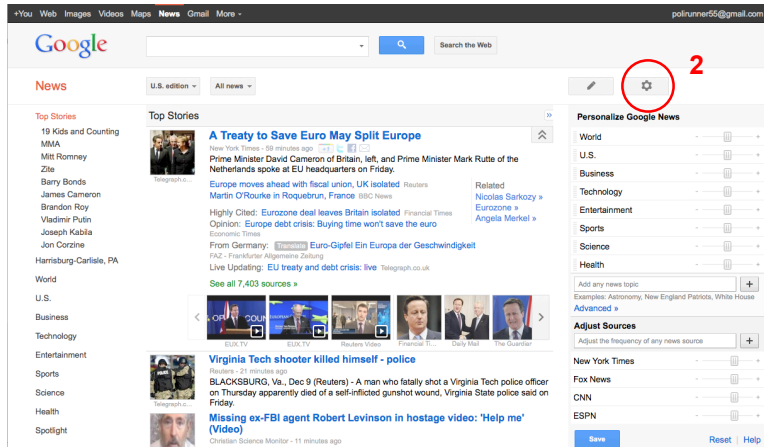 +You Web Images Videos Maps News Gmail More
polirunner55@gmail.com
Google
Search the Web
2
News
U.S. edition
All news
Top Stories
19 Kids and Counting
MMA
Mitt Romney
Zite
Barry Bonds
James Cameron
Brandon Roy
Vladimir Putin
Joseph Kabila
Jon Corzine
Harrisburg-Carlisle, PA
World
U.S.
Business
Technology
Entertainment
Sports
Science
Health
Spotlight
Top Stories
»
Telegraph.c...
A Treaty to Save Euro May Split Europe
New York Times - 59 minutes ago
Prime Minister David Cameron of Britain, left, and Prime Minister Mark Rutte of the
Netherlands spoke at EU headquarters on Friday.
Europe moves ahead with fiscal union, UK isolated Reuters
Martin O'Rourke in Roquebrun, France BBC News
Highly Cited: Eurozone deal leaves Britain isolated Financial Times
Opinion: Europe debt crisis: Buying time won't save the euro
Economic Times
From Germany: Translate Euro-Gipfel Ein Europa der Geschwindigkeit
FAZ - Frankfurter Allgemeine Zeitung
Live Updating: EU treaty and debt crisis: live Telegraph.co.uk
See all 7,403 sources »
Related
Nicolas Sarkozy »
Eurozone »
Angela Merkel »
EUX.TV
EUX.TV
Reuters Video
Financial Ti...
Daily Mail
The Guardian
Telegraph.c...
Virginia Tech shooter killed himself - police
Reuters - 21 minutes ago
BLACKSBURG, Va., Dec 9 (Reuters) - A man who fatally shot a Virginia Tech police officer
on Thursday apparently died of a self-inflicted gunshot wound, Virginia State police said on
Friday.
Missing ex-FBI agent Robert Levinson in hostage video: 'Help me'
(Video)
Christian Science Monitor - 11 minutes ago
Personalize Google News
World - +
U.S. - +
Business - +
Technology - +
Entertainment - +
Sports - +
Science - +
Health - +
Add any news topic +
Examples: Astronomy, New England Patriots, White House
Advanced »
Adjust Sources
Adjust the frequency of any news source +
New York Times - +
Fox News - +
CNN - +
ESPN - +
Save
Reset | Help